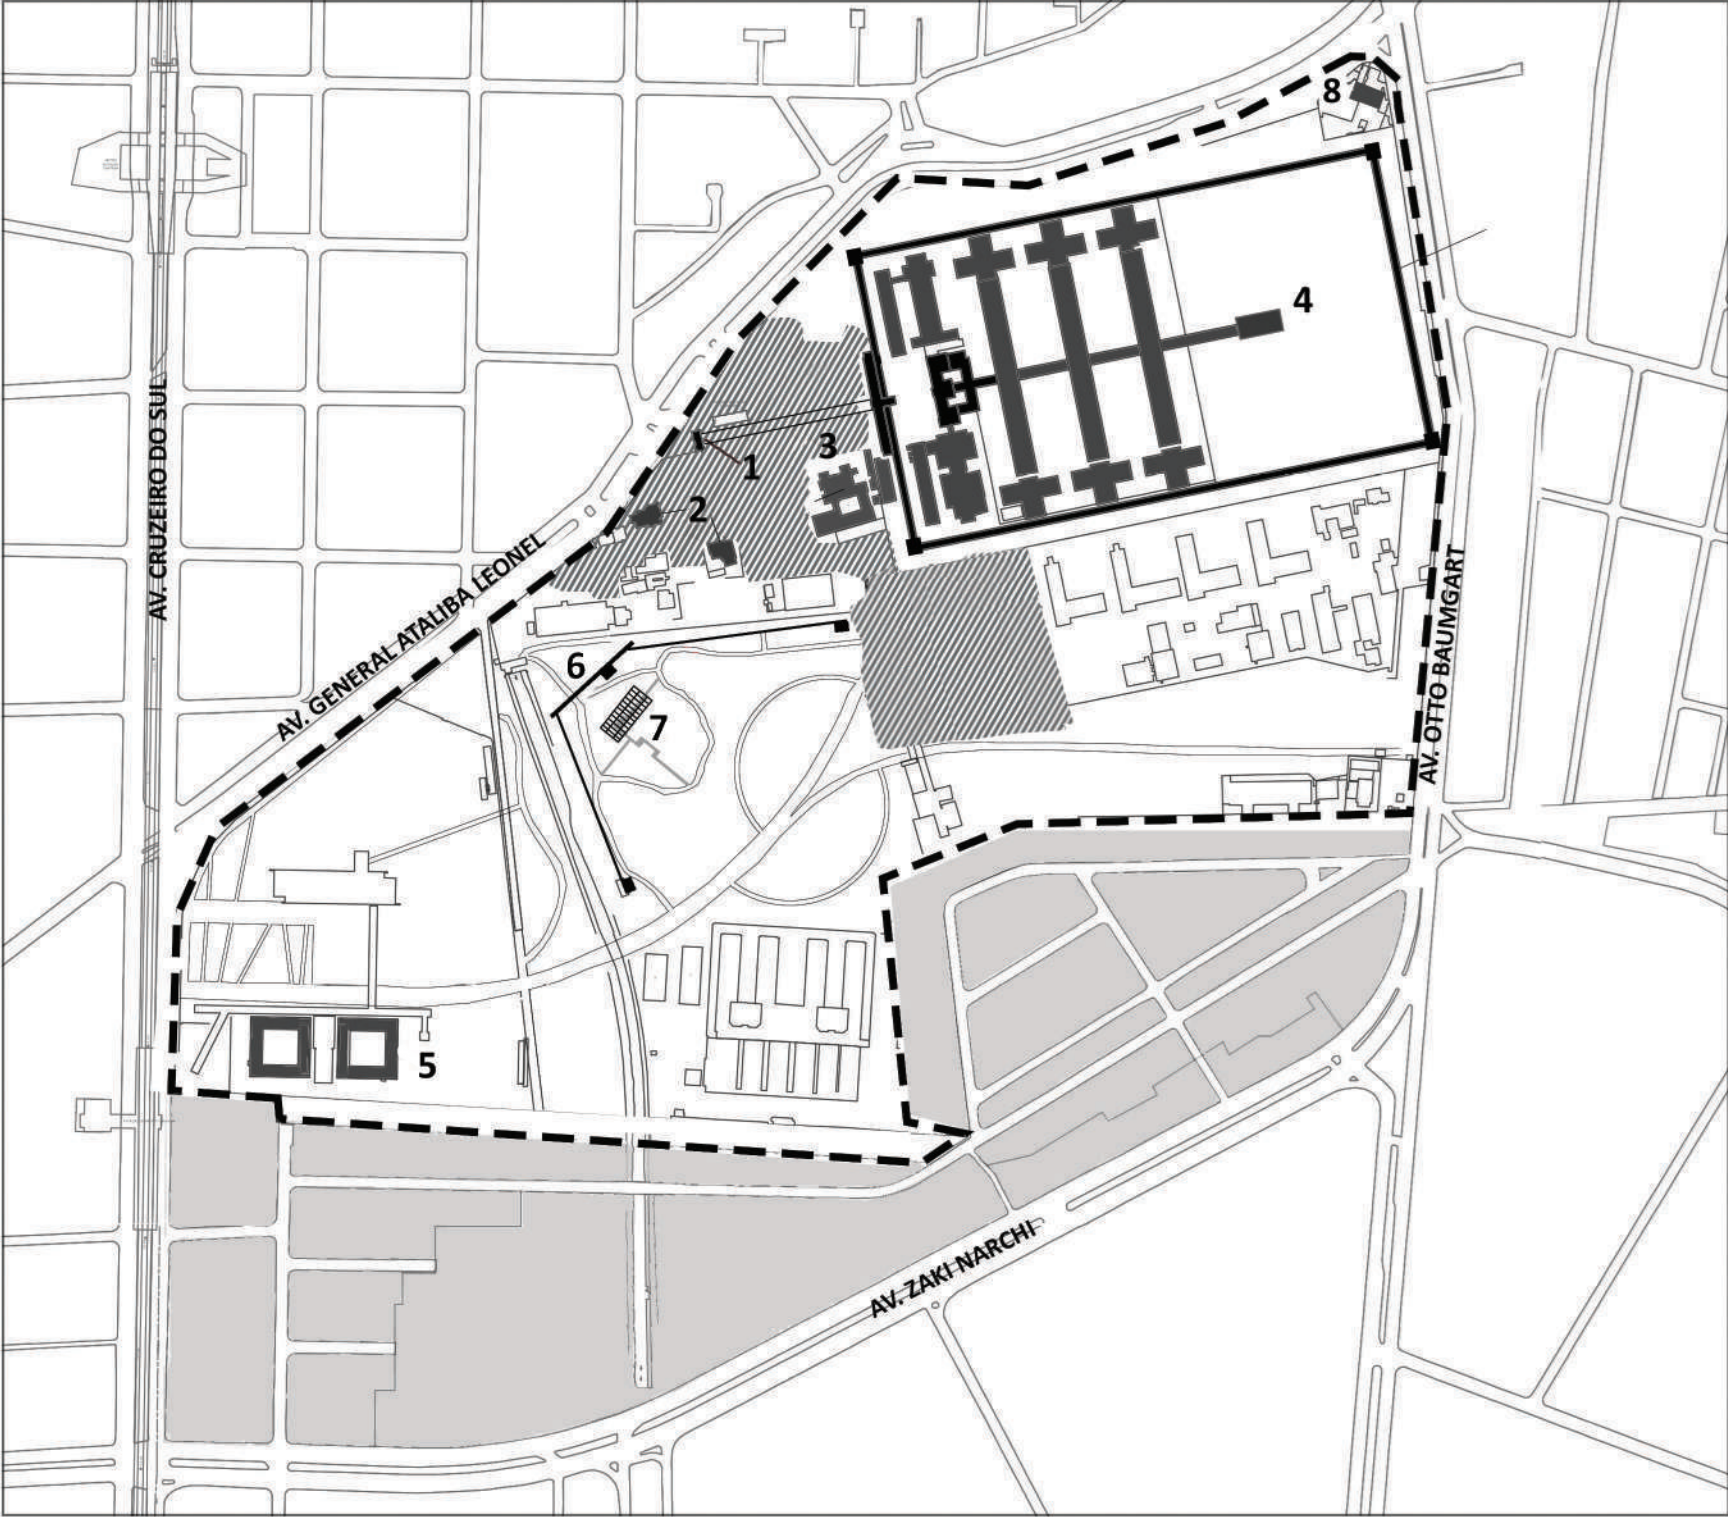 8
4
3
1
2
AV. CRUZEIRO DO SUL
AV. GENERAL ATALIBA LEONEL
AV. OTTO BAUMGART
6
7
5
AV. ZAKI NARCHI